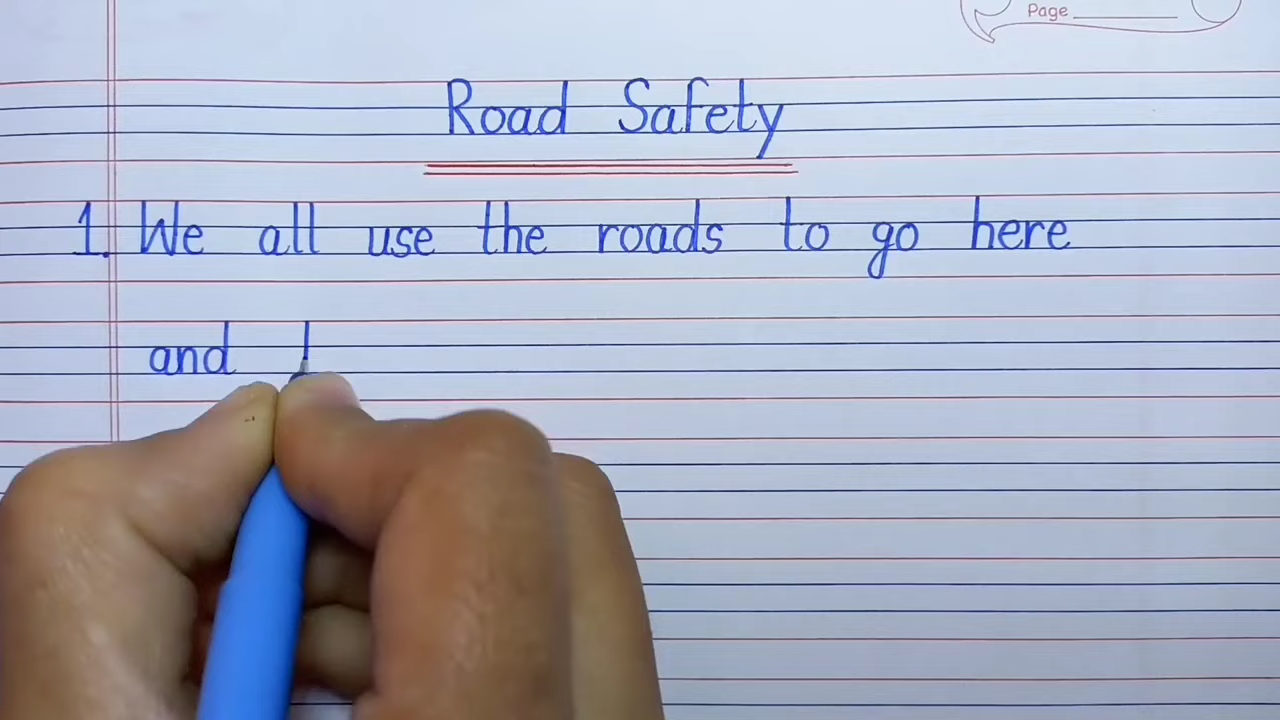 Page
Road Safety
1. We all use the roads to go here
and